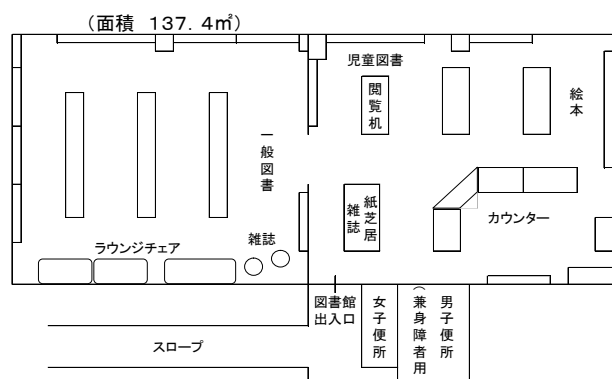 （面積　１３７．４㎡）
児童図書
閲覧机
絵本
一般図書
雑誌
紙芝居
カウンター
ラウンジチェア
雑誌
図書館
出入口
女子便所
男子便所
（兼身障者用
スロープ